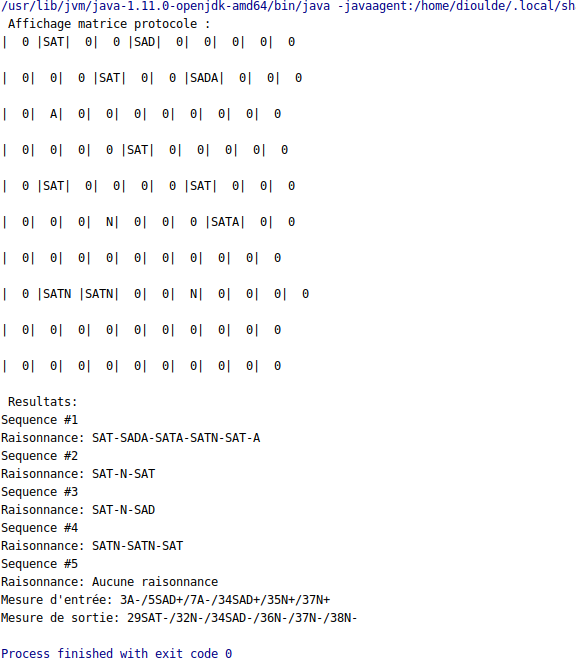 /usr/lib/jvm/java-1.11.0-openjdk-amd64/bin/java -javaagent:/home/dioulde/.local/sh
Affichage matrice protocole :
|  0 |SAT|  0|  0 |SAD|  0|  0|  0|  0|  0
|  0|  0|  0 |SAT|  0|  0 |SADA|  0|  0|  0
|  0|  A|  0|  0|  0|  0|  0|  0|  0|  0
|  0|  0|  0|  0 |SAT|  0|  0|  0|  0|  0
|  0 |SAT|  0|  0|  0|  0 |SAT|  0|  0|  0
|  0|  0|  0|  N|  0|  0|  0 |SATA|  0|  0
|  0|  0|  0|  0|  0|  0|  0|  0|  0|  0
|  0 |SATN |SATN|  0|  0|  N|  0|  0|  0|  0
|  0|  0|  0|  0|  0|  0|  0|  0|  0|  0
|  0|  0|  0|  0|  0|  0|  0|  0|  0|  0
Resultats:
Sequence #1
Raisonnance: SAT-SADA-SATA-SATN-SAT-A
Sequence #2
Raisonnance: SAT-N-SAT
Sequence #3
Raisonnance: SAT-N-SAD
Sequence #4
Raisonnance: SATN-SATN-SAT
Sequence #5
Raisonnance: Aucune raisonnance
Mesure d'entrée: 3A-/5SAD+/7A-/34SAD+/35N+/37N+
Mesure de sortie: 29SAT-/32N-/34SAD-/36N-/37N-/38N-
Process finished with exit code 0